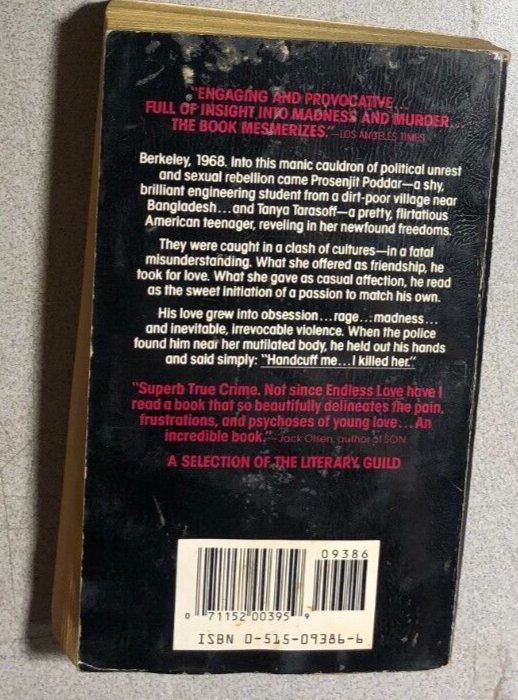 "ENGAGING AND PROVOCATIVE...
FULL OF INSIGHT INTO MADNESS AND MURDER...
THE BOOK MESMERIZES."—LOS ANGELES TIMES
Berkeley, 1968. Into this manic cauldron of political unrest
and sexual rebellion came Prosenjit Poddar—a shy,
brilliant engineering student from a dirt-poor village near
Bangladesh...and Tanya Tarasoff—a pretty, flirtatious
American teenager, reveling in her newfound freedoms.
They were caught in a clash of cultures—in a fatal
misunderstanding. What she offered as friendship, he
took for love. What she gave as casual affection, he read
as the sweet initiation of a passion to match his own.
His love grew into obsession...rage...madness...
and inevitable, irrevocable violence. When the police
found him near her mutilated body, he held out his hands
and said simply: "Handcuff me...I killed her."
"Superb True Crime. Not since Endless Love have I
read a book that so beautifully delineates the pain,
frustrations, and psychoses of young love...An
incredible book."—Jack Olsen, author of SON
A SELECTION OF THE LITERARY GUILD
09386
0 71152 00395 9
ISBN 0-515-09386-6